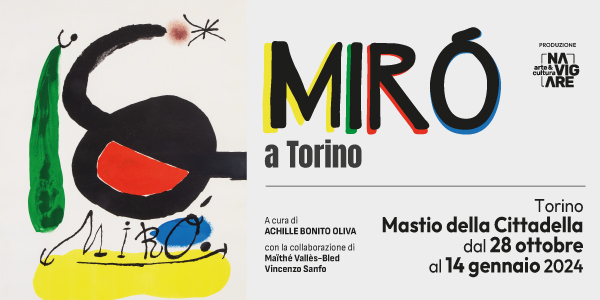 MIRÓ
MIRÓ
a Torino
PRODUZIONE
arte&
cultura
NA
VIG
ARE
A cura di
ACHILLE BONITO OLIVA
con la collaborazione di
Maïthé Vallès-Bled
Vincenzo Sanfo
Torino
Mastio della Cittadella
dal 28 ottobre
al 14 gennaio 2024